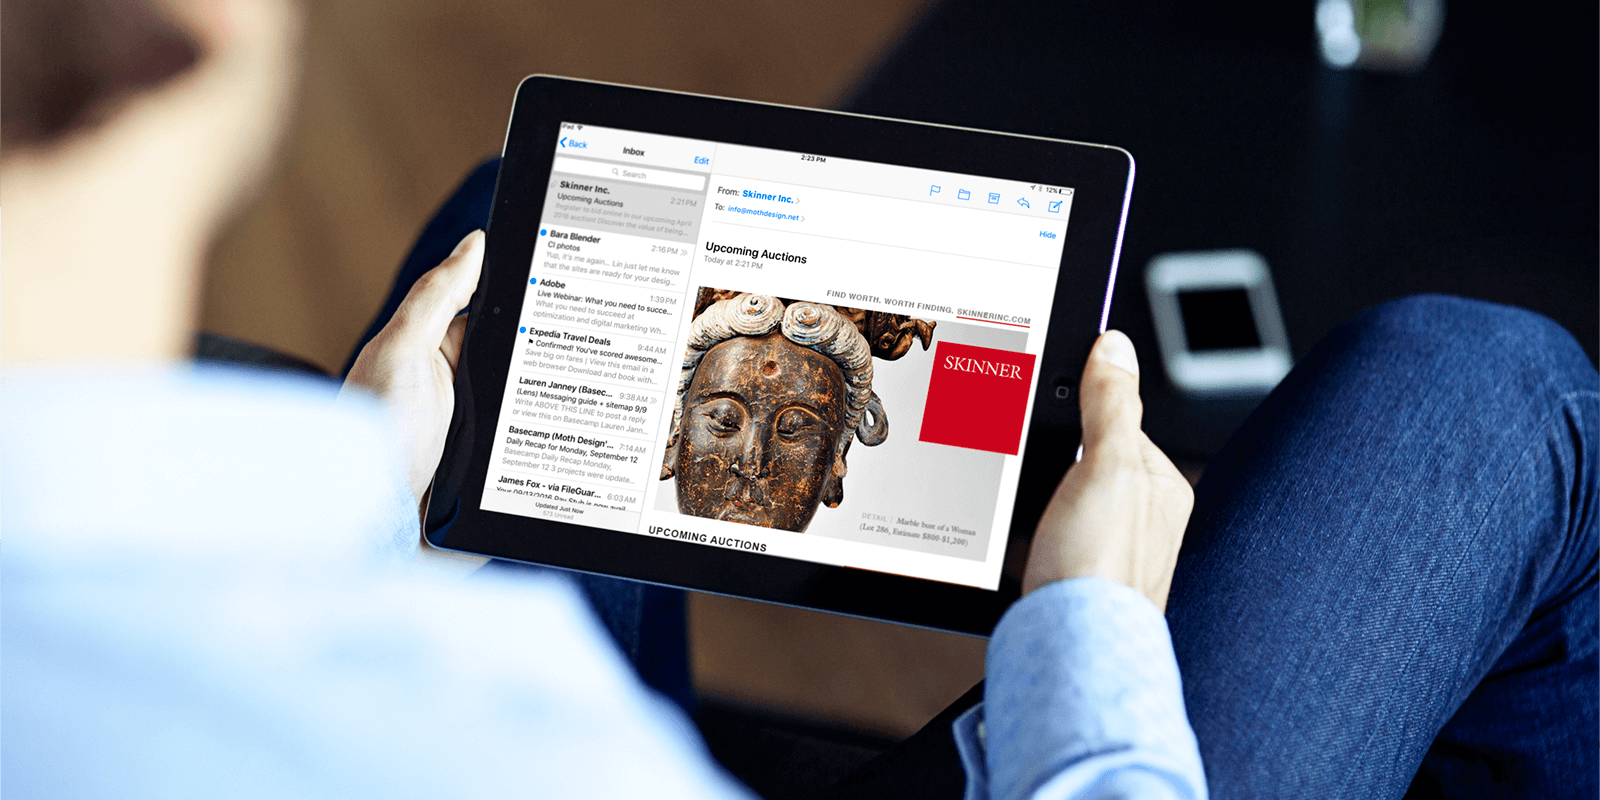 iPad
2:23 PM
12%
Back
Inbox
Edit
Search
Skinner Inc.
2:21 PM
Upcoming Auctions
Register to bid online in our upcoming April
2016 auction! Discover the value of being...
Bara Blender
2:16 PM
CI photos
Yup, it's me again... Lin just let me know
that the sites are ready for your desig...
Adobe
1:39 PM
Live Webinar: What you need to succe...
What you need to succeed at
optimization and digital marketing Wh...
Expedia Travel Deals
9:44 AM
Confirmed! You've scored awesome...
Save big on fares | View this email in a
web browser Download and book with...
Lauren Janney (Basec...
9:38 AM
(Lens) Messaging guide + sitemap 9/9
Write ABOVE THIS LINE to post a reply
or view this on Basecamp Lauren Jann...
Basecamp (Moth Design'...
7:14 AM
Daily Recap for Monday, September 12
Basecamp Daily Recap Monday,
September 12 3 projects were update...
James Fox - via FileGuar...
6:03 AM
Your 09/13/2016 Pay Stub is now avail
Updated Just Now
573 Unread
From: Skinner Inc.
To: info@mothdesign.net
Hide
Upcoming Auctions
Today at 2:21 PM
FIND WORTH. WORTH FINDING. SKINNERINC.COM
SKINNER
DETAIL | Marble bust of a Woman
(Lot 286, Estimate $800-$1,200)
UPCOMING AUCTIONS